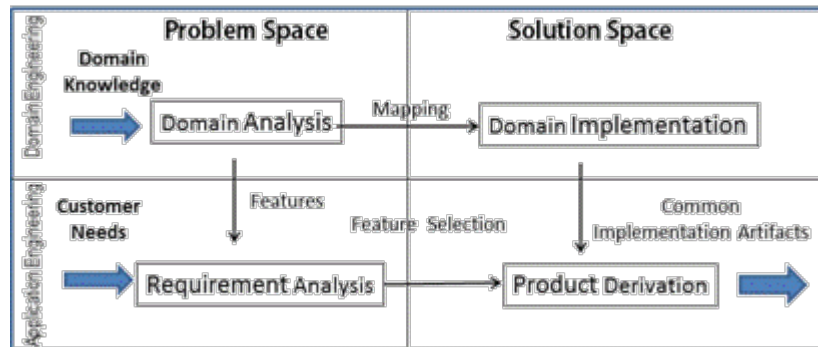 Problem Space
Solution Space
Domain Engineering
Domain
Knowledge
Domain Analysis
Mapping
Domain Implementation
Features
Application Engineering
Customer
Needs
Feature Selection
Common
Implementation Artifacts
Requirement Analysis
Product Derivation